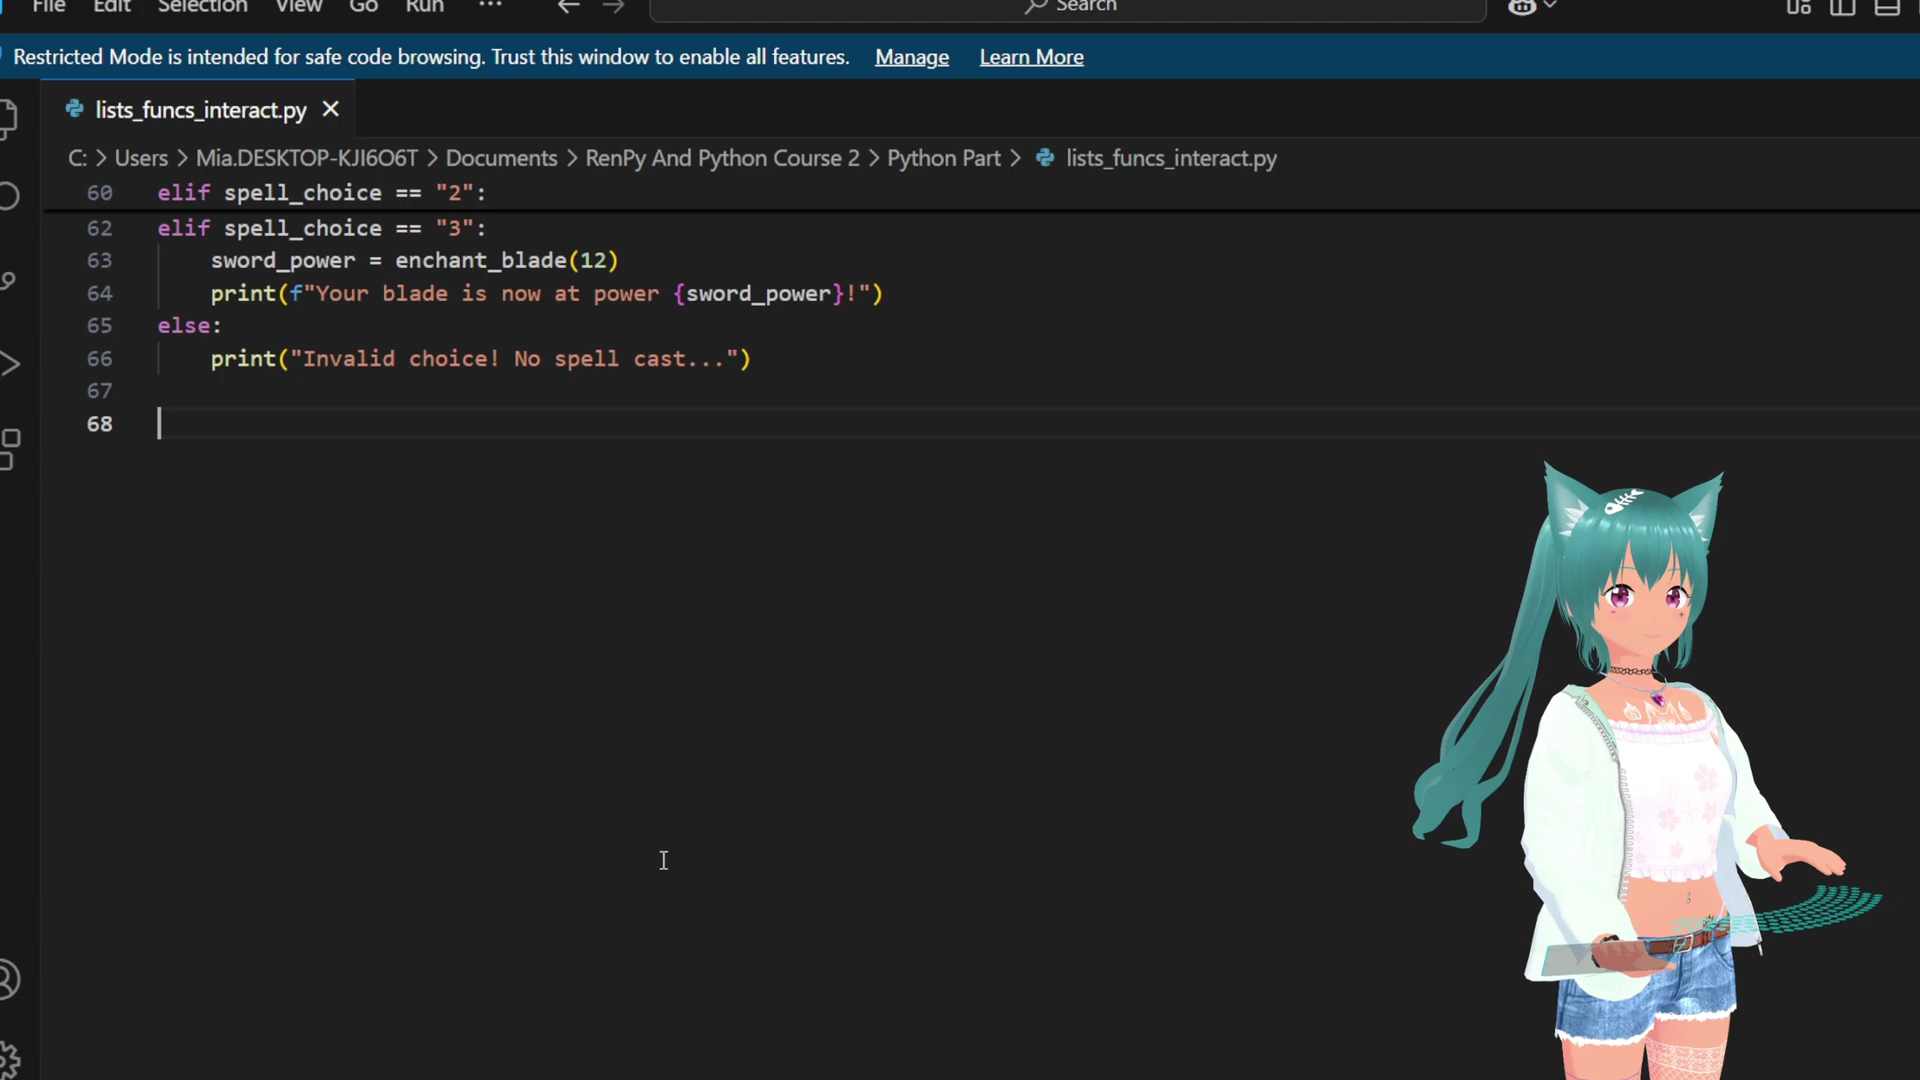 File Edit Selection View Go Run ... Search
Restricted Mode is intended for safe code browsing. Trust this window to enable all features. Manage Learn More
lists_funcs_interact.py
C: > Users > Mia.DESKTOP-KJI6O6T > Documents > RenPy And Python Course 2 > Python Part > lists_funcs_interact.py
60 elif spell_choice == "2":
62 elif spell_choice == "3":
63 sword_power = enchant_blade(12)
64 print(f"Your blade is now at power {sword_power}!")
65 else:
66 print("Invalid choice! No spell cast...")
67
68